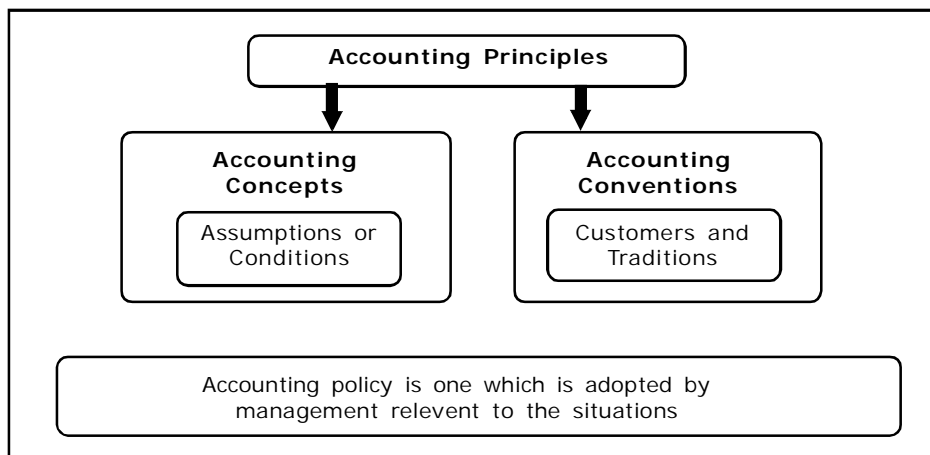 Accounting Principles
Accounting
Concepts
Assumptions or
Conditions
Accounting
Conventions
Customers and
Traditions
Accounting policy is one which is adopted by
management relevent to the situations